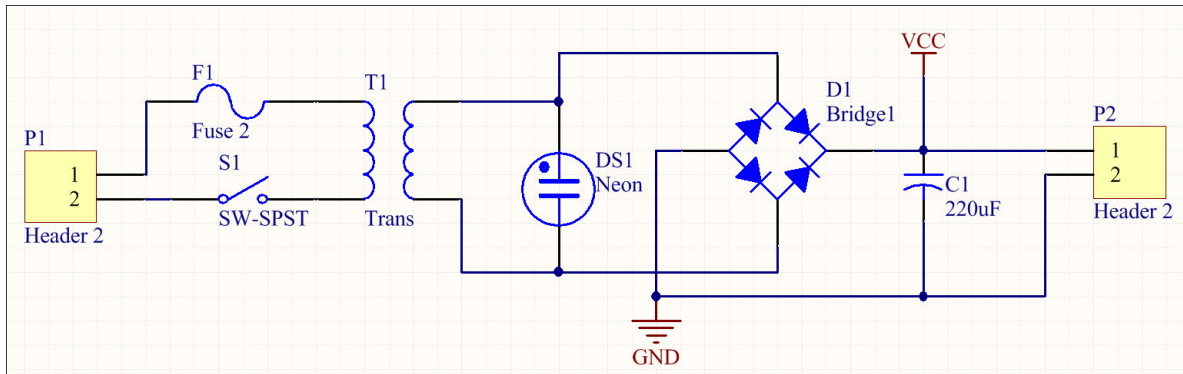 P1
1
2
Header 2
F1
Fuse 2
S1
SW-SPST
T1
Trans
DS1
Neon
D1
Bridge1
VCC
C1
220uF
GND
P2
1
2
Header 2